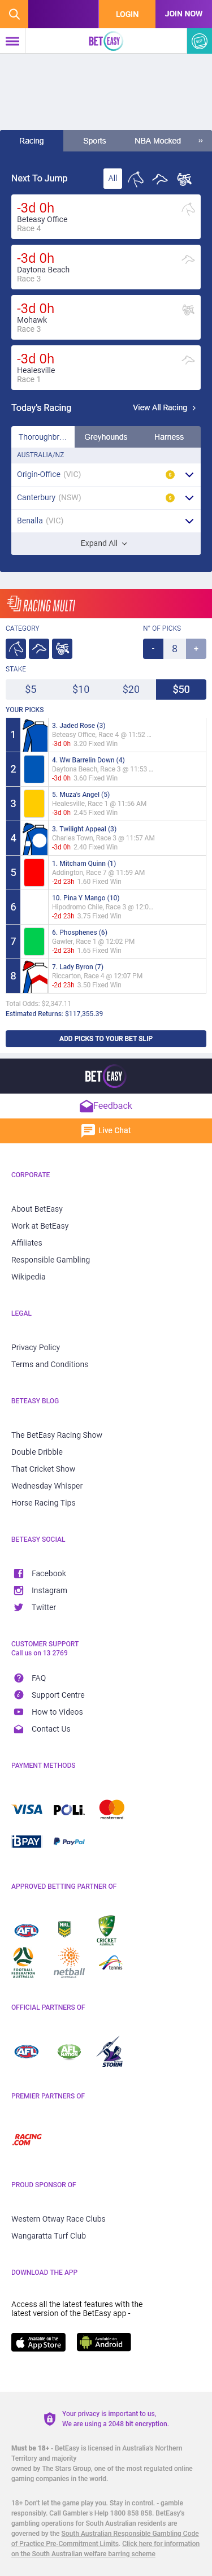 LOGIN
JOIN NOW
BET EASY
Racing
Sports
NBA Mocked
»
Next To Jump
All
-3d 0h
Beteasy Office
Race 4
-3d 0h
Daytona Beach
Race 3
-3d 0h
Mohawk
Race 3
-3d 0h
Healesville
Race 1
Today's Racing
View All Racing
Thoroughbr...
Greyhounds
Harness
AUSTRALIA/NZ
Origin-Office (VIC)
Canterbury (NSW)
Benalla (VIC)
Expand All
RACING MULTI
CATEGORY
N° OF PICKS
- 8 +
STAKE
$5
$10
$20
$50
YOUR PICKS
1
3. Jaded Rose (3)
Beteasy Office, Race 4 @ 11:52 ...
-3d 0h 3.20 Fixed Win
2
4. Ww Barrelin Down (4)
Daytona Beach, Race 3 @ 11:53 ...
-3d 0h 3.60 Fixed Win
3
5. Muza's Angel (5)
Healesville, Race 1 @ 11:56 AM
-3d 0h 2.45 Fixed Win
4
3. Twilight Appeal (3)
Charles Town, Race 3 @ 11:57 AM
-3d 0h 2.40 Fixed Win
5
1. Mitcham Quinn (1)
Addington, Race 7 @ 11:59 AM
-2d 23h 1.60 Fixed Win
6
10. Pina Y Mango (10)
Hipodromo Chile, Race 3 @ 12:0...
-2d 23h 3.75 Fixed Win
7
6. Phosphenes (6)
Gawler, Race 1 @ 12:02 PM
-2d 23h 1.65 Fixed Win
8
7. Lady Byron (7)
Riccarton, Race 4 @ 12:07 PM
-2d 23h 3.50 Fixed Win
Total Odds: $2,347.11
Estimated Returns: $117,355.39
ADD PICKS TO YOUR BET SLIP
BET EASY
Feedback
Live Chat
CORPORATE
About BetEasy
Work at BetEasy
Affiliates
Responsible Gambling
Wikipedia
LEGAL
Privacy Policy
Terms and Conditions
BETEASY BLOG
The BetEasy Racing Show
Double Dribble
That Cricket Show
Wednesday Whisper
Horse Racing Tips
BETEASY SOCIAL
Facebook
Instagram
Twitter
CUSTOMER SUPPORT
Call us on 13 2769
FAQ
Support Centre
How to Videos
Contact Us
PAYMENT METHODS
VISA
POLi
mastercard
BPAY
PayPal
APPROVED BETTING PARTNER OF
AFL
NRL
CRICKET
FOOTBALL
FEDERATION
AUSTRALIA
netball
tennis
OFFICIAL PARTNERS OF
AFL
AFL
NATION
STORM
PREMIER PARTNERS OF
RACING
.COM
PROUD SPONSOR OF
Western Otway Race Clubs
Wangaratta Turf Club
DOWNLOAD THE APP
Access all the latest features with the
latest version of the BetEasy app -
Available on the
App Store
Available on
Android
Your privacy is important to us,
We are using a 2048 bit encryption.
Must be 18+ - BetEasy is licensed in Australia's Northern
Territory and majority
owned by The Stars Group, one of the most regulated online
gaming companies in the world.
18+ Don't let the game play you. Stay in control. - gamble
responsibly. Call Gambler's Help 1800 858 858. BetEasy's
gambling operations for South Australian residents are
governed by the South Australian Responsible Gambling Code
of Practice Pre-Commitment Limits. Click here for information
on the South Australian welfare barring scheme